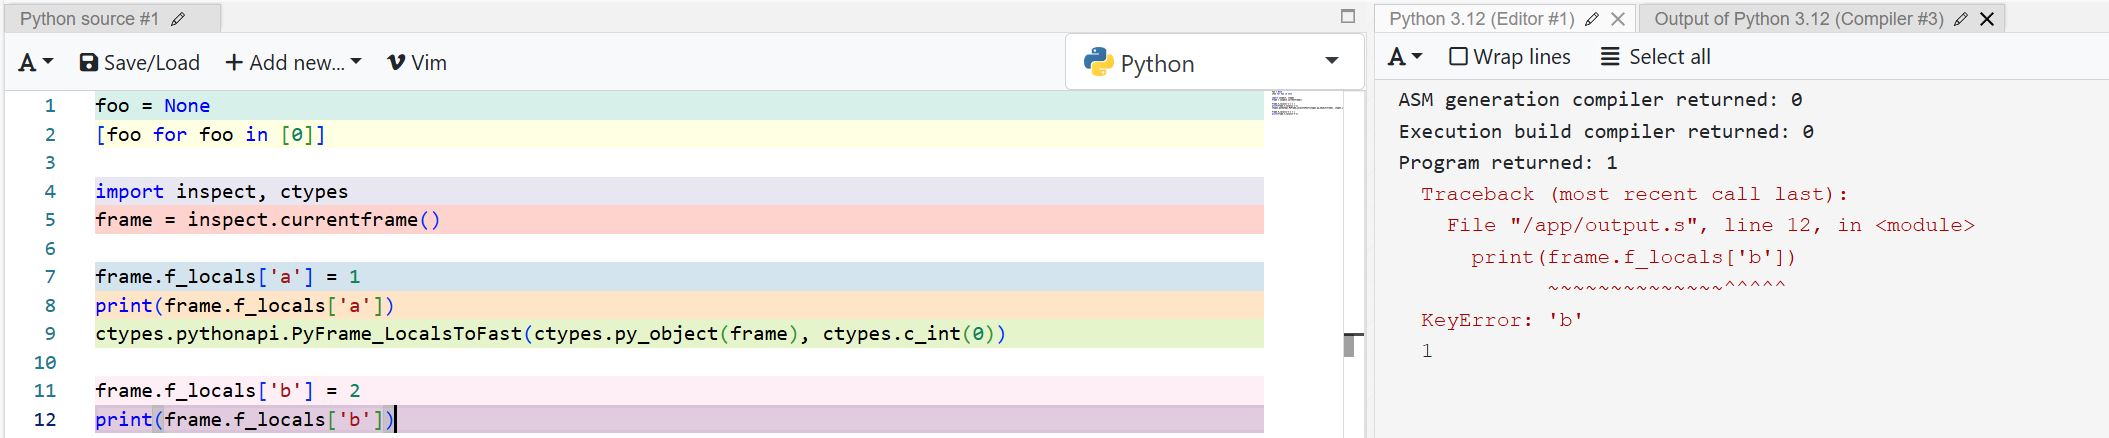 Python source #1
A Save/Load + Add new... Vim
Python
1 foo = None
2 [foo for foo in [0]]
3
4 import inspect, ctypes
5 frame = inspect.currentframe()
6
7 frame.f_locals['a'] = 1
8 print(frame.f_locals['a'])
9 ctypes.pythonapi.PyFrame_LocalsToFast(ctypes.py_object(frame), ctypes.c_int(0))
10
11 frame.f_locals['b'] = 2
12 print(frame.f_locals['b'])
Python 3.12 (Editor #1) Output of Python 3.12 (Compiler #3)
A Wrap lines Select all
ASM generation compiler returned: 0
Execution build compiler returned: 0
Program returned: 1
Traceback (most recent call last):
File "/app/output.s", line 12, in <module>
print(frame.f_locals['b'])
~~~~~~~~~~~~~~^^^^^
KeyError: 'b'
1